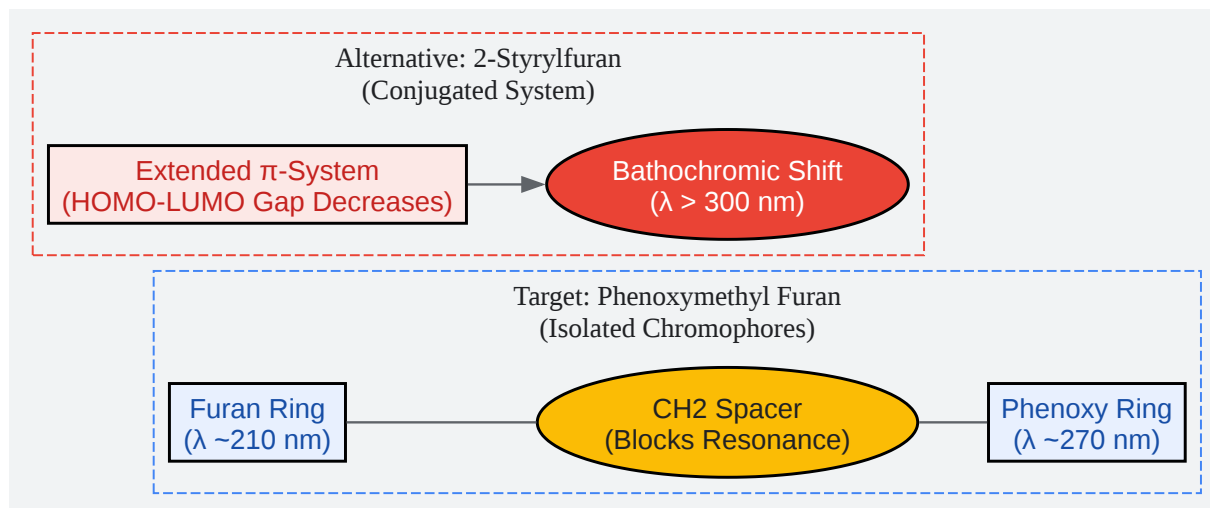 Alternative: 2-Styrylfuran
(Conjugated System)
Extended π-System
(HOMO-LUMO Gap Decreases)
Bathochromic Shift
(λ > 300 nm)
Target: Phenoxymethyl Furan
(Isolated Chromophores)
Furan Ring
(λ ~210 nm)
CH2 Spacer
(Blocks Resonance)
Phenoxy Ring
(λ ~270 nm)